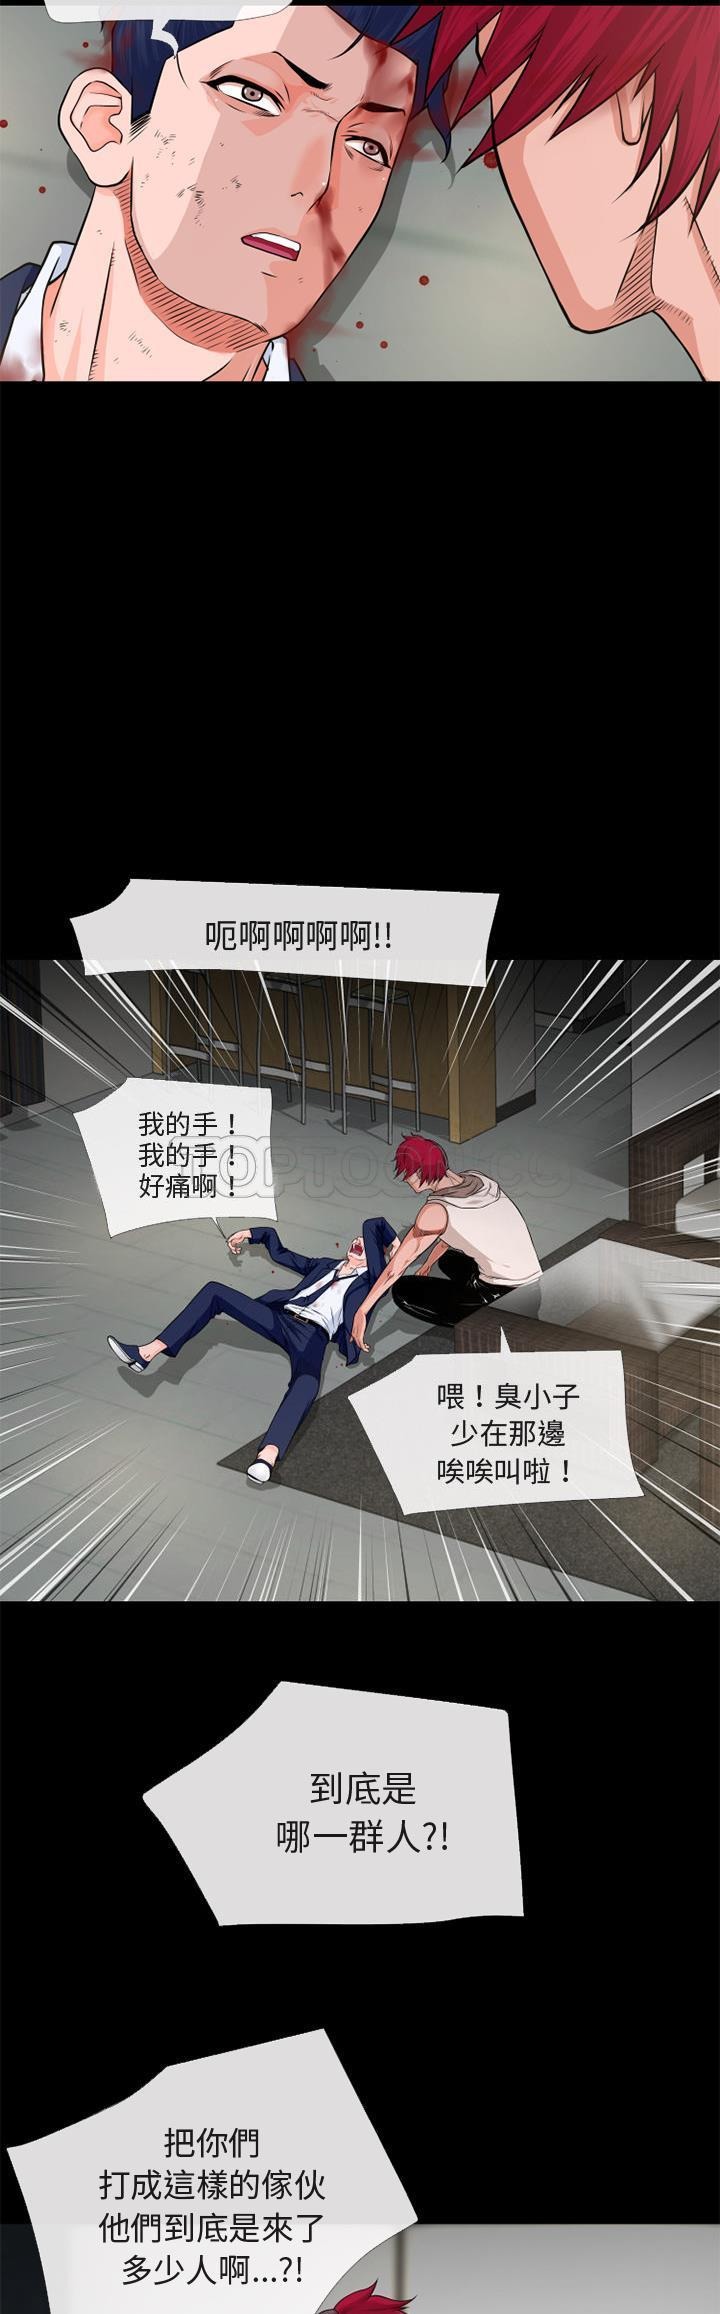 呃啊啊啊啊!!
我的手！
我的手！
好痛啊！
TOPTOON.CC
喂！臭小子
少在那邊
唉唉叫啦！
到底是
哪一群人?!
把你們
打成這樣的傢伙
他們到底是來了
多少人啊...?!